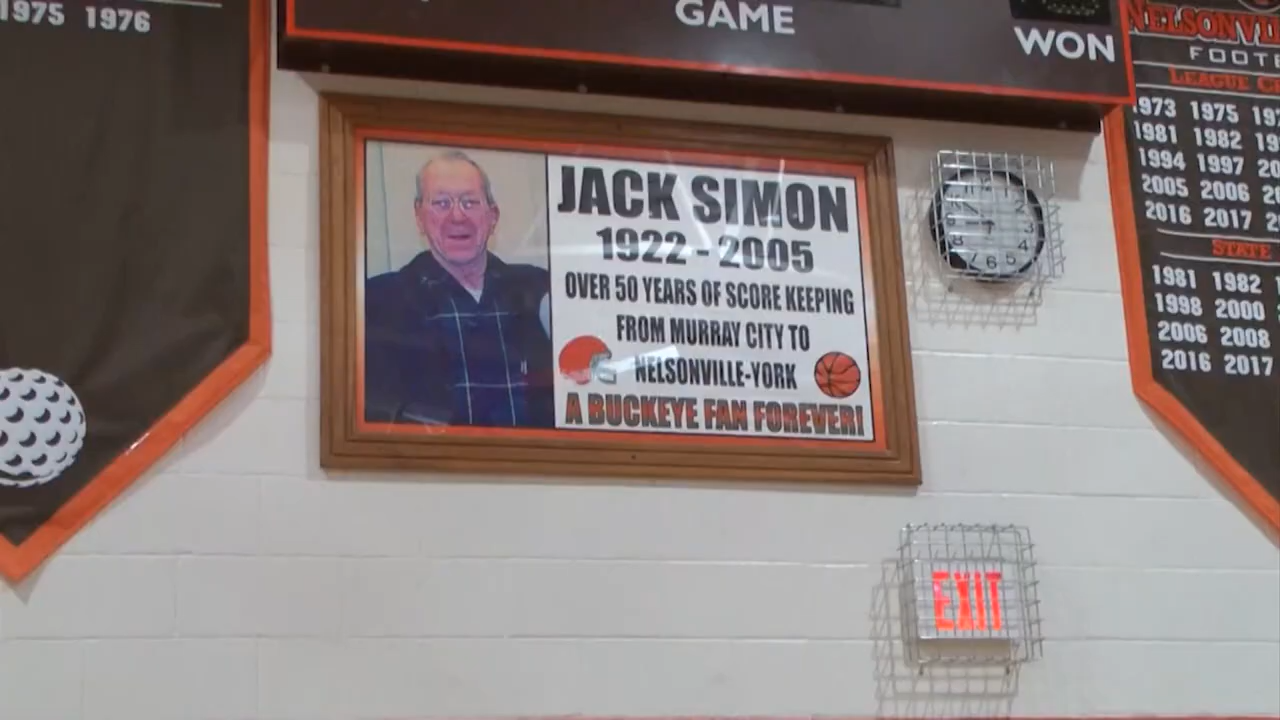 1975 1976
GAME
WON
JACK SIMON
1922 - 2005
OVER 50 YEARS OF SCORE KEEPING
FROM MURRAY CITY TO
NELSONVILLE-YORK
A BUCKEYE FAN FOREVER!
EXIT
1973 1975
1981 1982
1994 1997
2005 2006
2016 2017
STATE
1981 1982
1998 2000
2006 2008
2016 2017